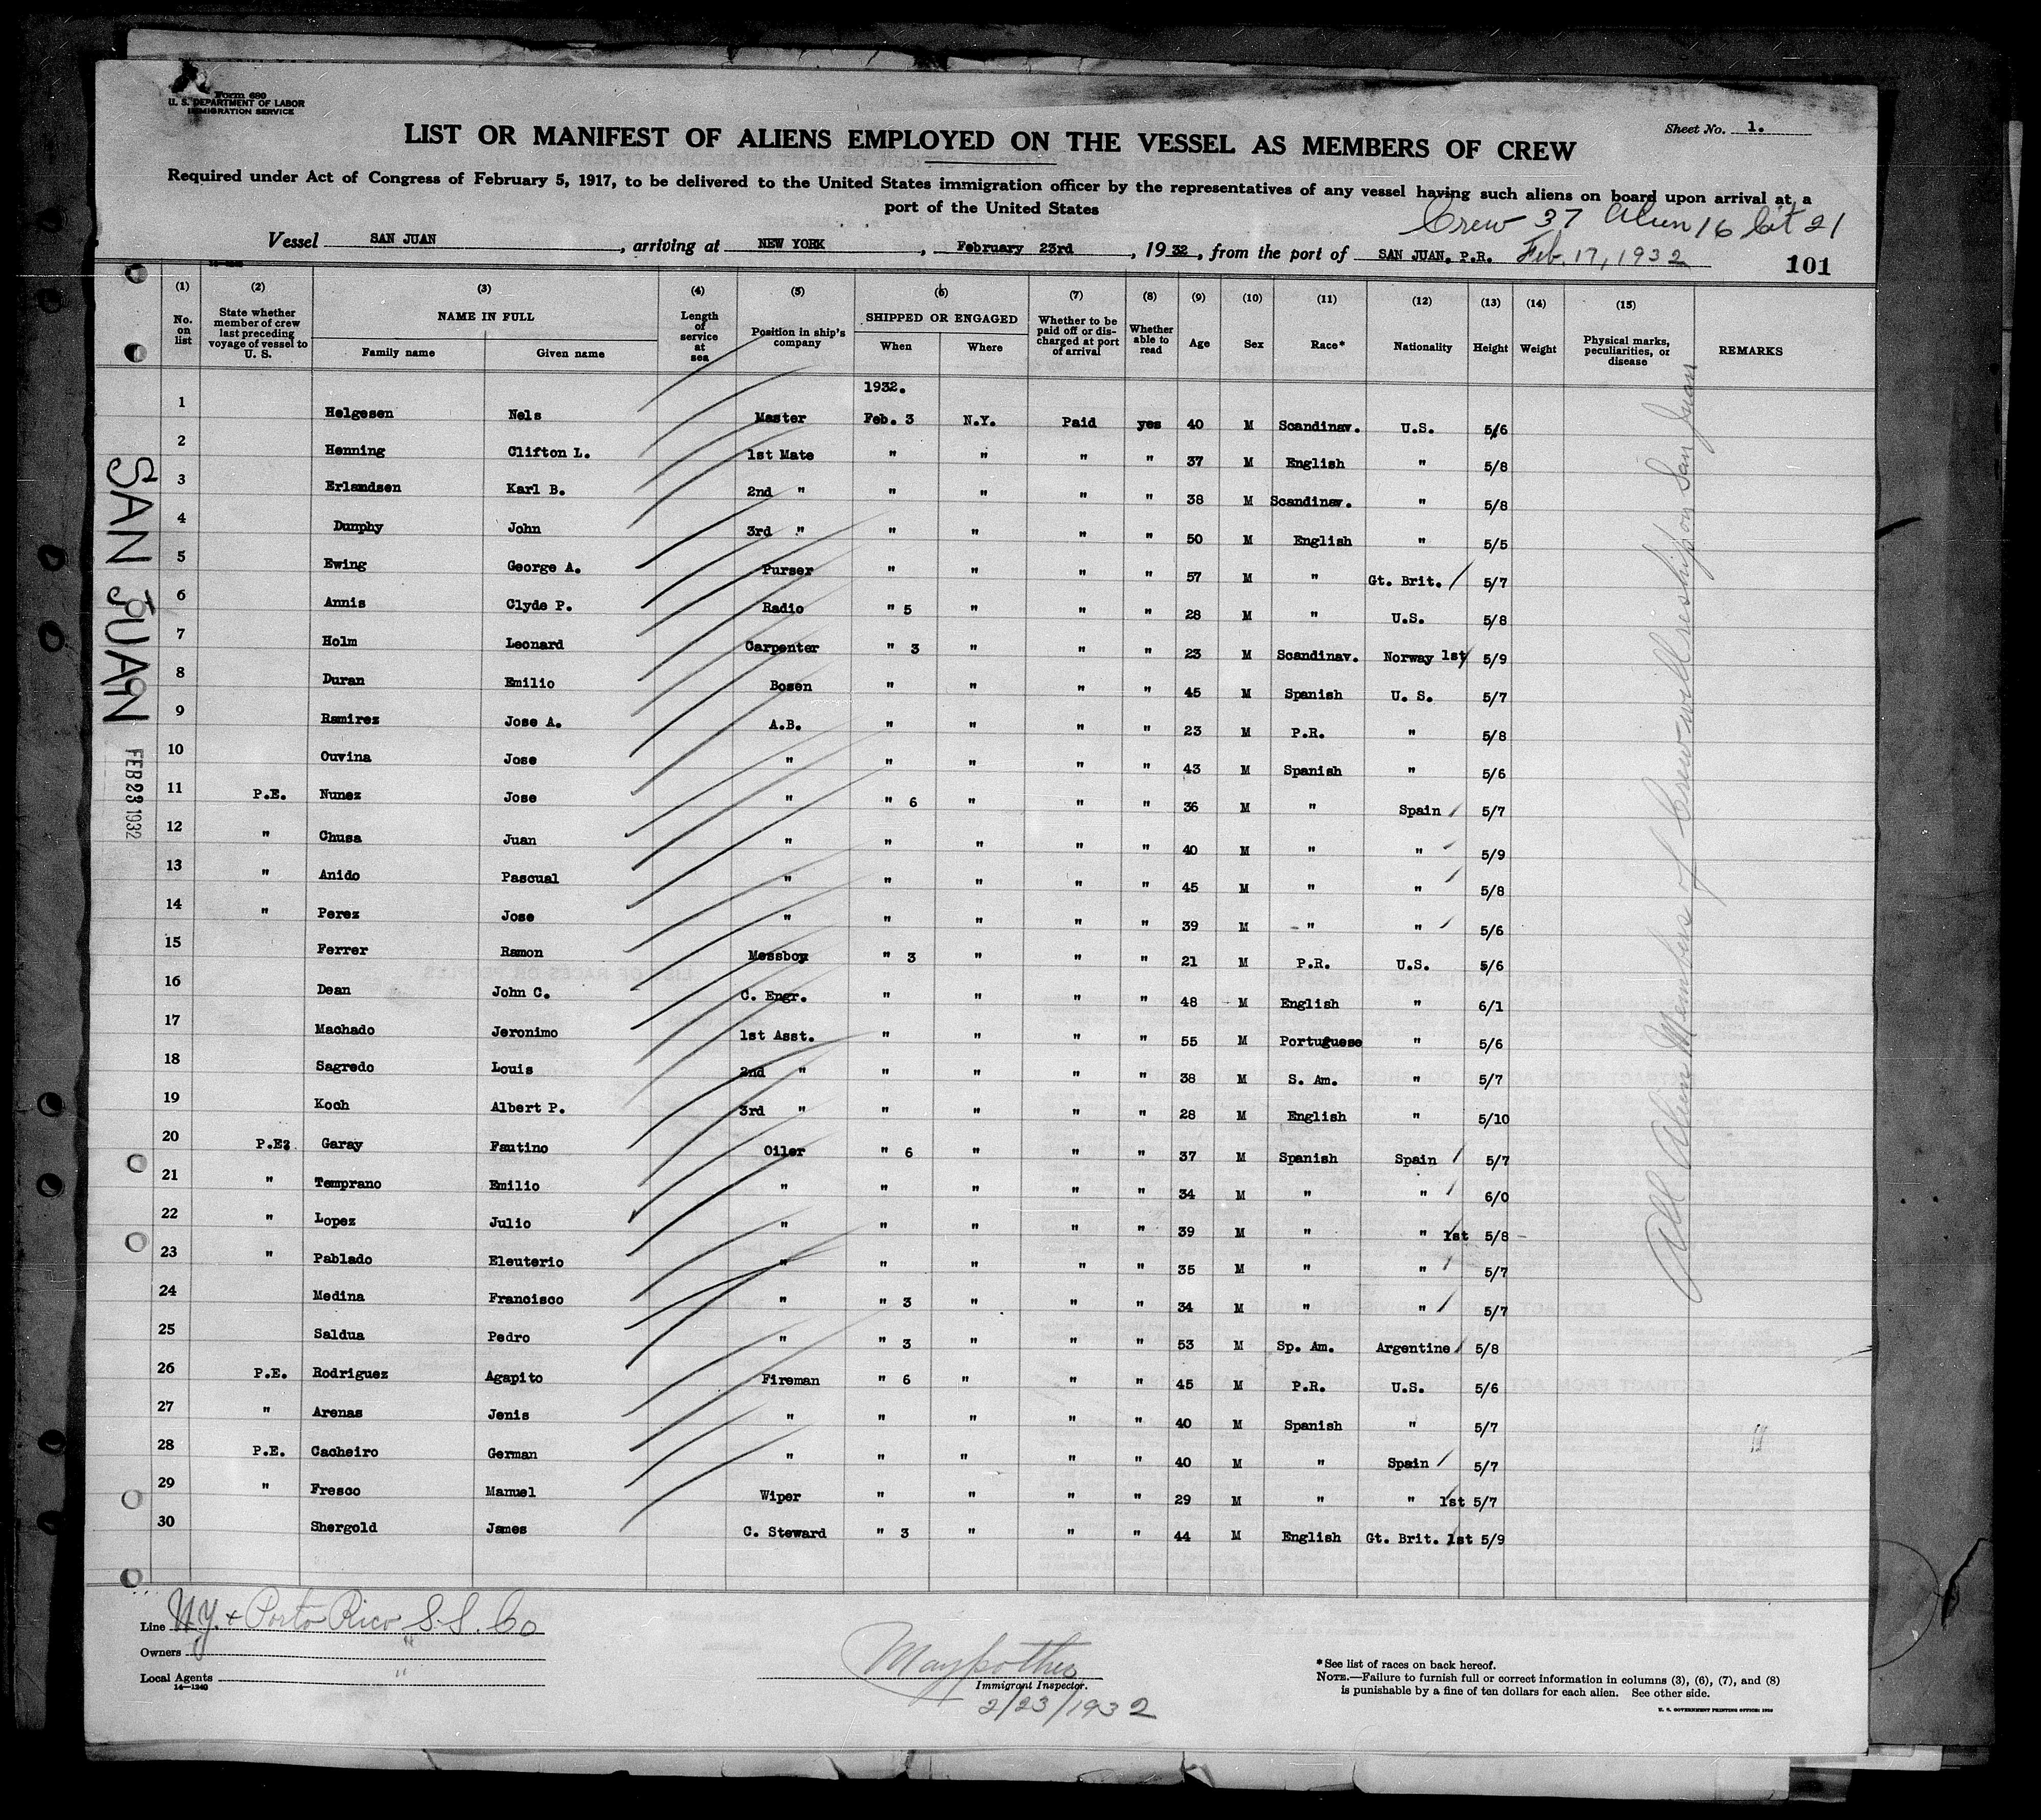 Form 680
U. S. DEPARTMENT OF LABOR
IMMIGRATION SERVICE
Sheet No. 1.
LIST OR MANIFEST OF ALIENS EMPLOYED ON THE VESSEL AS MEMBERS OF CREW
Required under Act of Congress of February 5, 1917, to be delivered to the United States immigration officer by the representatives of any vessel having such aliens on board upon arrival at a
port of the United States
Crew 37 Alien 16 Cit 21
Vessel SAN JUAN, arriving at NEW YORK, February 23rd, 1932, from the port of SAN JUAN, P.R. Feb. 17, 1932
101
(1) (2) (3) (4) (5) (6) (7) (8) (9) (10) (11) (12) (13) (14) (15)
No. on list | State whether member of crew last preceding voyage of vessel to U. S. | NAME IN FULL Family name Given name | Length of service at sea | Position in ship's company | SHIPPED OR ENGAGED When Where | Whether to be paid off or discharged at port of arrival | Whether able to read | Age | Sex | Race* | Nationality | Height | Weight | Physical marks, peculiarities, or disease | REMARKS
1932.
1 Helgesen Nels Master Feb. 3 N.Y. Paid yes 40 M Scandinav. U.S. 5/6
2 Henning Clifton L. 1st Mate " " " " 37 M English " 5/8
3 Erlandsen Karl B. 2nd " " " " " 38 M Scandinav. " 5/8
4 Dunphy John 3rd " " " " " 50 M English " 5/5
5 Ewing George A. Purser " " " " 57 M " Gt. Brit. / 5/7
6 Annis Clyde P. Radio " 5 " " " 28 M " U.S. 5/8
7 Holm Leonard Carpenter " 3 " " " 23 M Scandinav. Norway 1st/ 5/9
8 Duran Emilio Bosen " " " " 45 M Spanish U. S. 5/7
9 Ramirez Jose A. A.B. " " " " 23 M P.R. " 5/8
10 Ouvina Jose " " " " " 43 M Spanish " 5/6
11 P.E. Nunez Jose " " 6 " " " 36 M " Spain / 5/7
12 " Chusa Juan " " " " " 40 M " " / 5/9
13 " Anido Pascual " " " " " 45 M " " / 5/8
14 " Perez Jose " " " " " 39 M " " / 5/6
15 Ferrer Ramon Messboy " 3 " " " 21 M P.R. U.S. 5/6
16 Dean John C. C. Engr. " " " " 48 M English " 6/1
17 Machado Jeronimo 1st Asst. " " " " 55 M Portuguese " 5/6
18 Sagredo Louis 2nd " " " " " 38 M S. Am. " 5/7
19 Koch Albert P. 3rd " " " " " 28 M English " 5/10
20 P.E: Garay Fautino Oiler " 6 " " " 37 M Spanish Spain / 5/7
21 " Temprano Emilio " " " " " 34 M " " / 6/0
22 " Lopez Julio " " " " " 39 M " " 1st 5/8
23 " Pablado Eleuterio " " " " " 35 M " " / 5/7
24 Medina Francisco " " 3 " " " 34 M " " / 5/7
25 Saldua Pedro " " 3 " " " 53 M Sp. Am. Argentine / 5/8
26 P.E. Rodriguez Agapito Fireman " 6 " " " 45 M P.R. U.S. 5/6
27 " Arenas Jenis " " " " " 40 M Spanish " 5/7
28 P.E. Cacheiro German " " " " " 40 M " Spain / 5/7
29 " Fresco Manuel Wiper " " " " 29 M " " 1st 5/7
30 Shergold James C. Steward " 3 " " " 44 M English Gt. Brit. 1st 5/9
All Alien Members of Crew will reship on San Juan
SAN JUAN
FEB 23 1932
Line N.Y. & Porto Rico S.S. Co
Owners "
Local Agents "
14—1240
Immigrant Inspector.
2/23/1932
*See list of races on back hereof.
NOTE.—Failure to furnish full or correct information in columns (3), (6), (7), and (8)
is punishable by a fine of ten dollars for each alien. See other side.
U. S. GOVERNMENT PRINTING OFFICE: